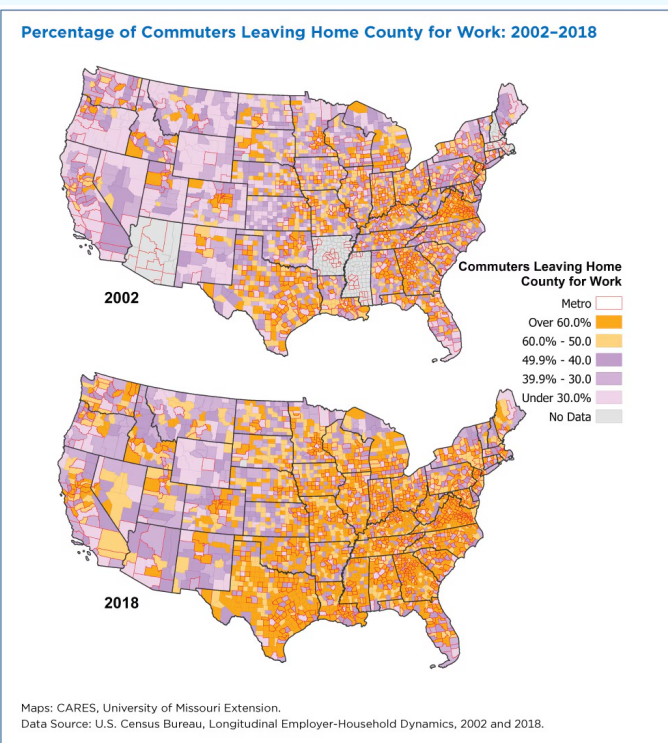 Percentage of Commuters Leaving Home County for Work: 2002–2018
2002
Commuters Leaving Home
County for Work
Metro
Over 60.0%
60.0% - 50.0
49.9% - 40.0
39.9% - 30.0
Under 30.0%
No Data
2018
Maps: CARES, University of Missouri Extension.
Data Source: U.S. Census Bureau, Longitudinal Employer-Household Dynamics, 2002 and 2018.